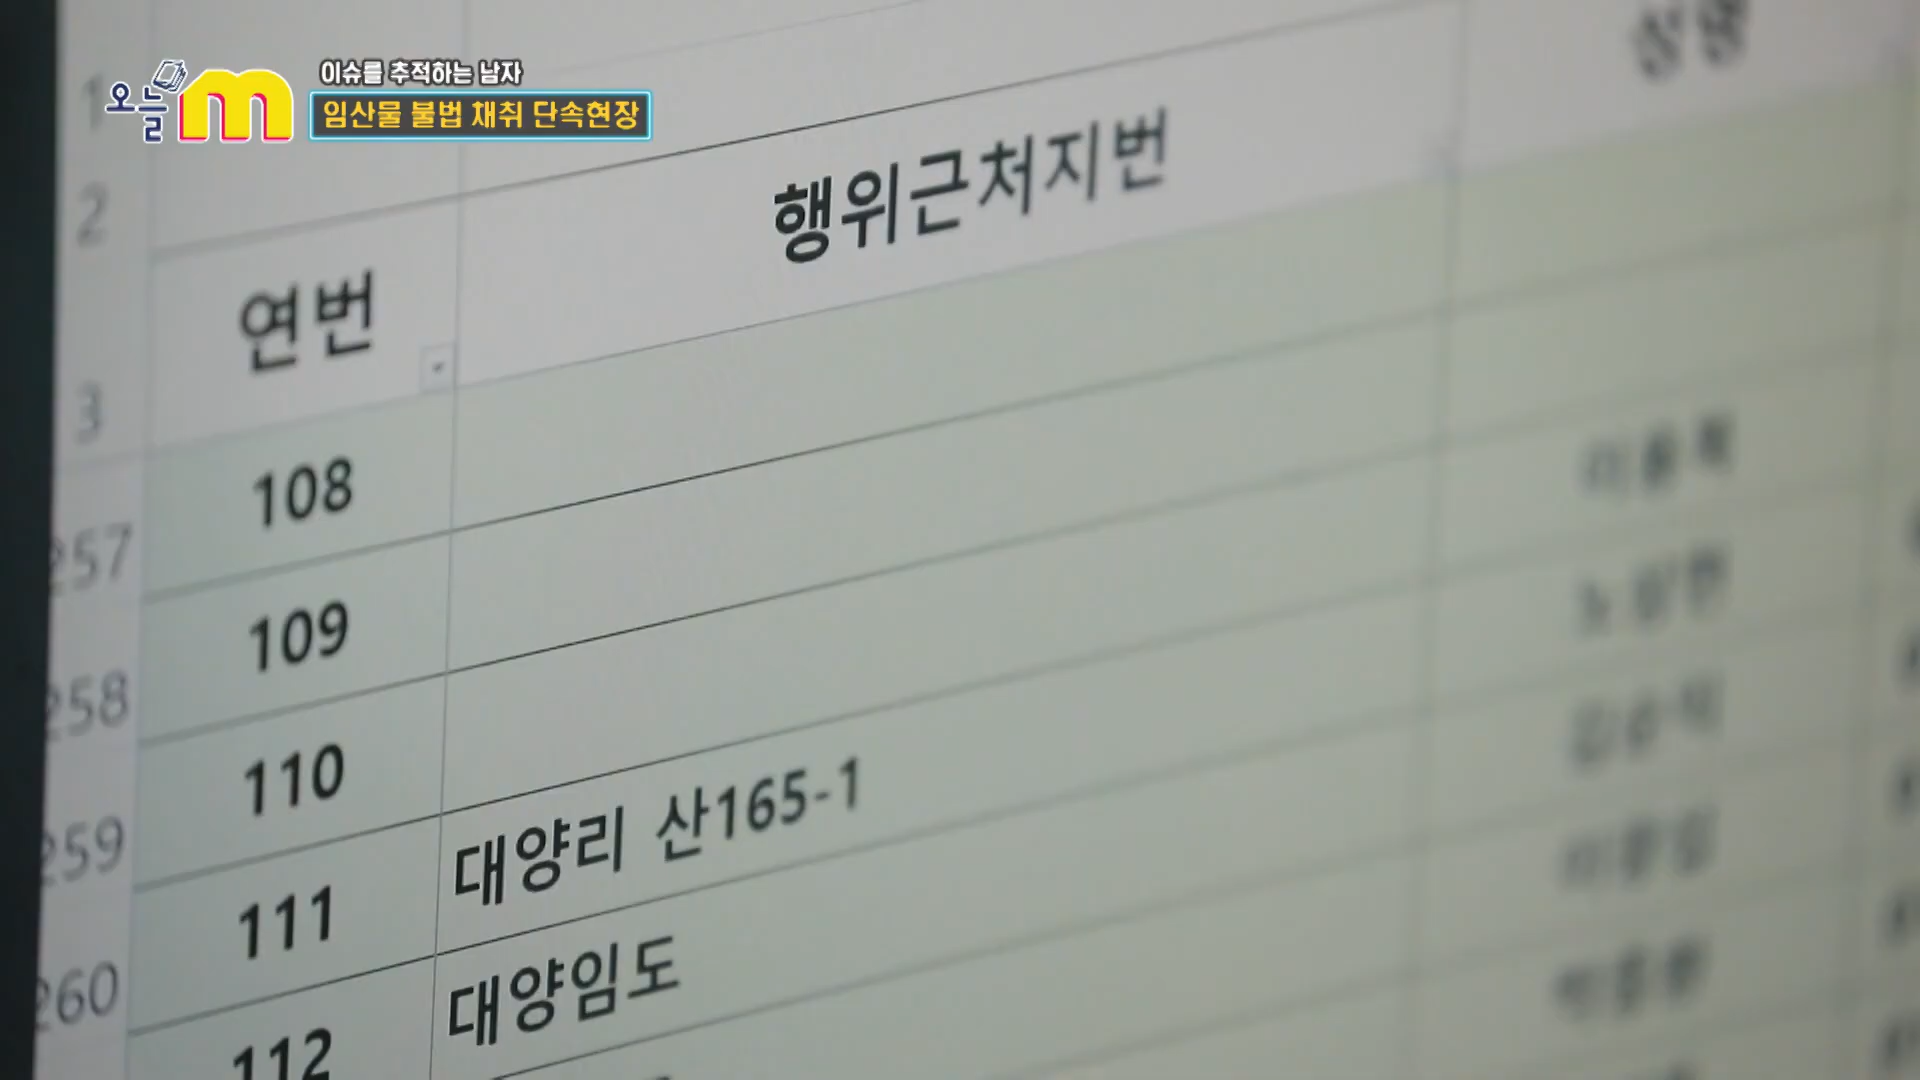 오늘 m
이슈를 추적하는 남자
임산물 불법 채취 단속현장
1
2
3
연번
행위근처지번
성명
257
108
258
109
259
110
260
111
대양리 산165-1
112
대양임도